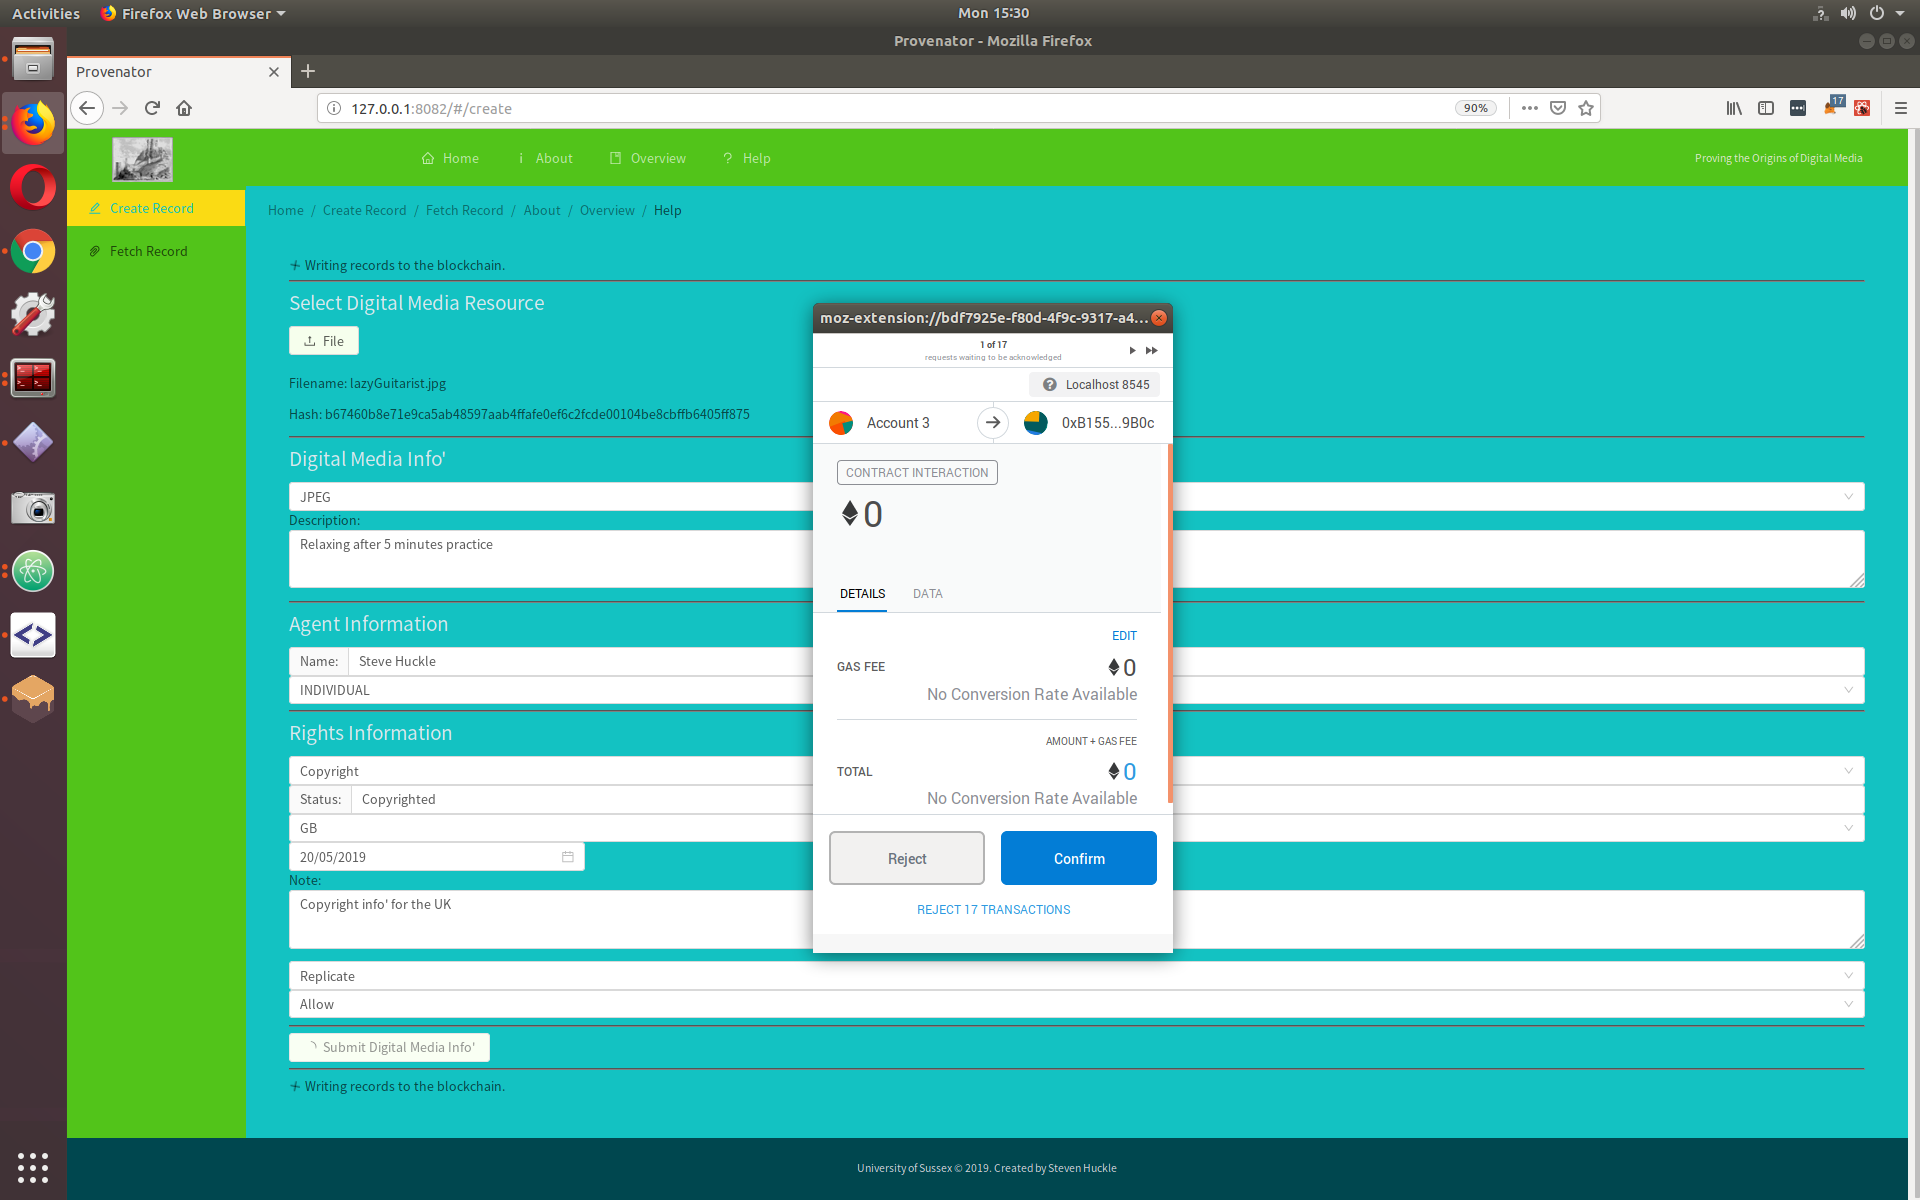 Activities
Firefox Web Browser
Mon 15:30
Provenator - Mozilla Firefox
Provenator
127.0.0.1:8082/#/create
90%
17
Home
About
Overview
Help
Proving the Origins of Digital Media
Create Record
Fetch Record
Home / Create Record / Fetch Record / About / Overview / Help
Writing records to the blockchain.
Select Digital Media Resource
File
Filename: lazyGuitarist.jpg
Hash: b67460b8e71e9ca5ab48597aab4ffafe0ef6c2fcde00104be8cbffb6405ff875
Digital Media Info'
JPEG
Description:
Relaxing after 5 minutes practice
Agent Information
Name: Steve Huckle
INDIVIDUAL
Rights Information
Copyright
Status: Copyrighted
GB
20/05/2019
Note:
Copyright info' for the UK
Replicate
Allow
Submit Digital Media Info'
Writing records to the blockchain.
moz-extension://bdf7925e-f80d-4f9c-9317-a4...
1 of 17
requests waiting to be acknowledged
Localhost 8545
Account 3
0xB155...9B0c
CONTRACT INTERACTION
0
DETAILS
DATA
EDIT
GAS FEE
0
No Conversion Rate Available
AMOUNT + GAS FEE
TOTAL
0
No Conversion Rate Available
Reject
Confirm
REJECT 17 TRANSACTIONS
University of Sussex © 2019. Created by Steven Huckle